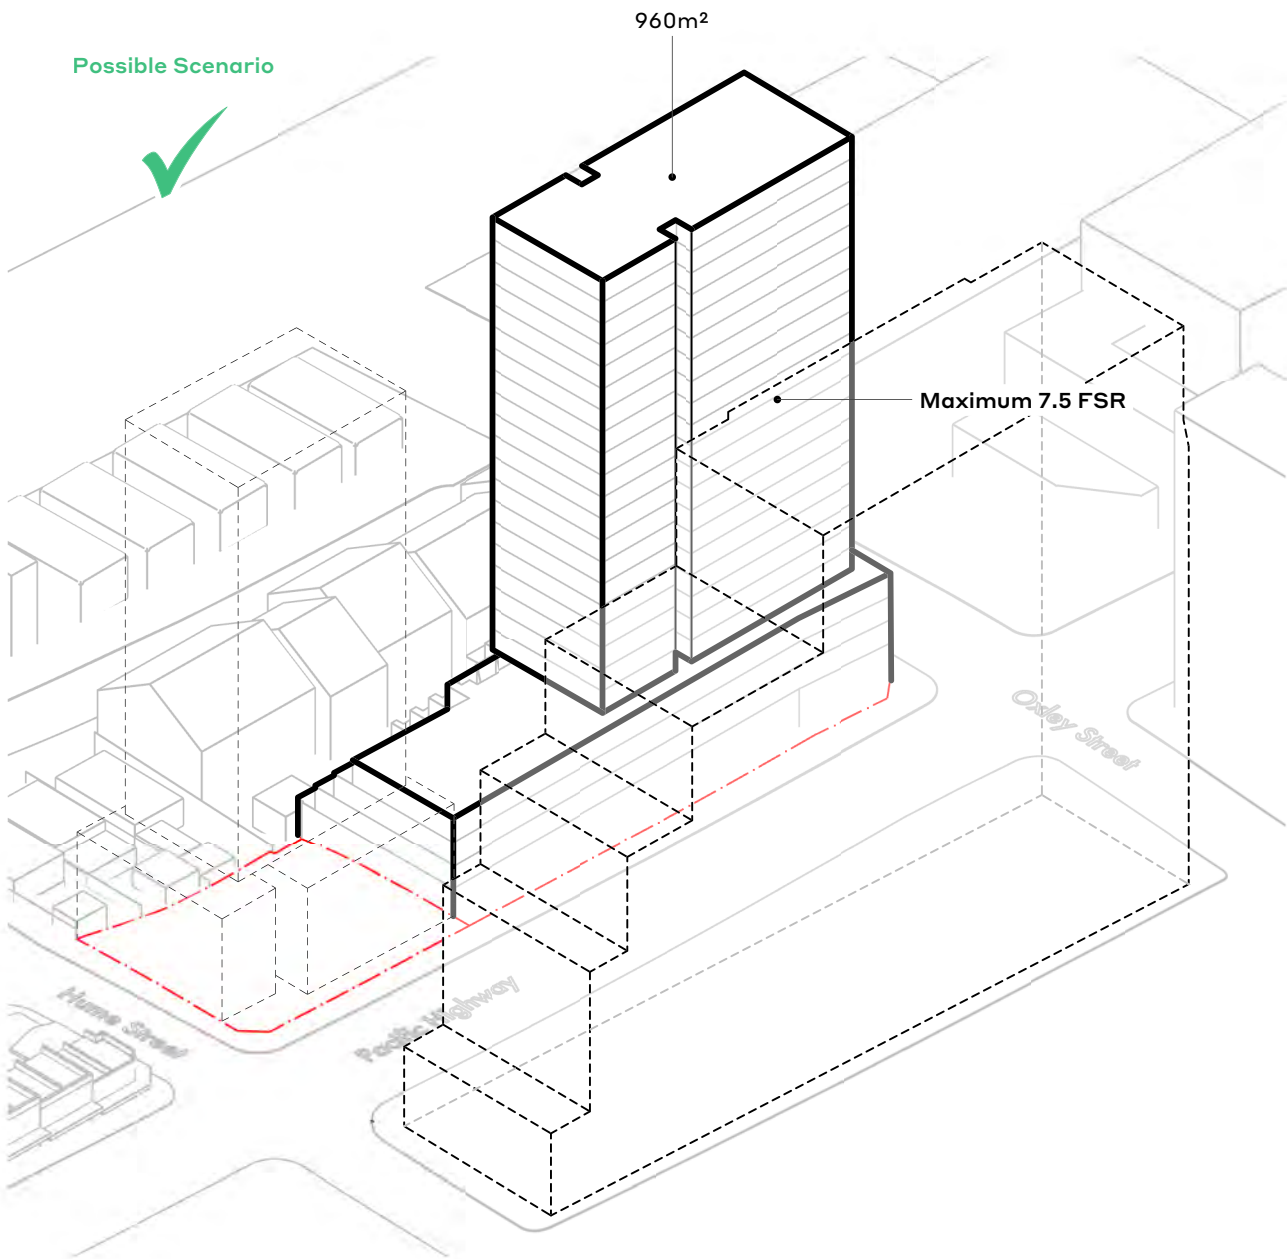 960m²
Possible Scenario
Maximum 7.5 FSR
Oxley Street
Hume Street
Pacific Highway